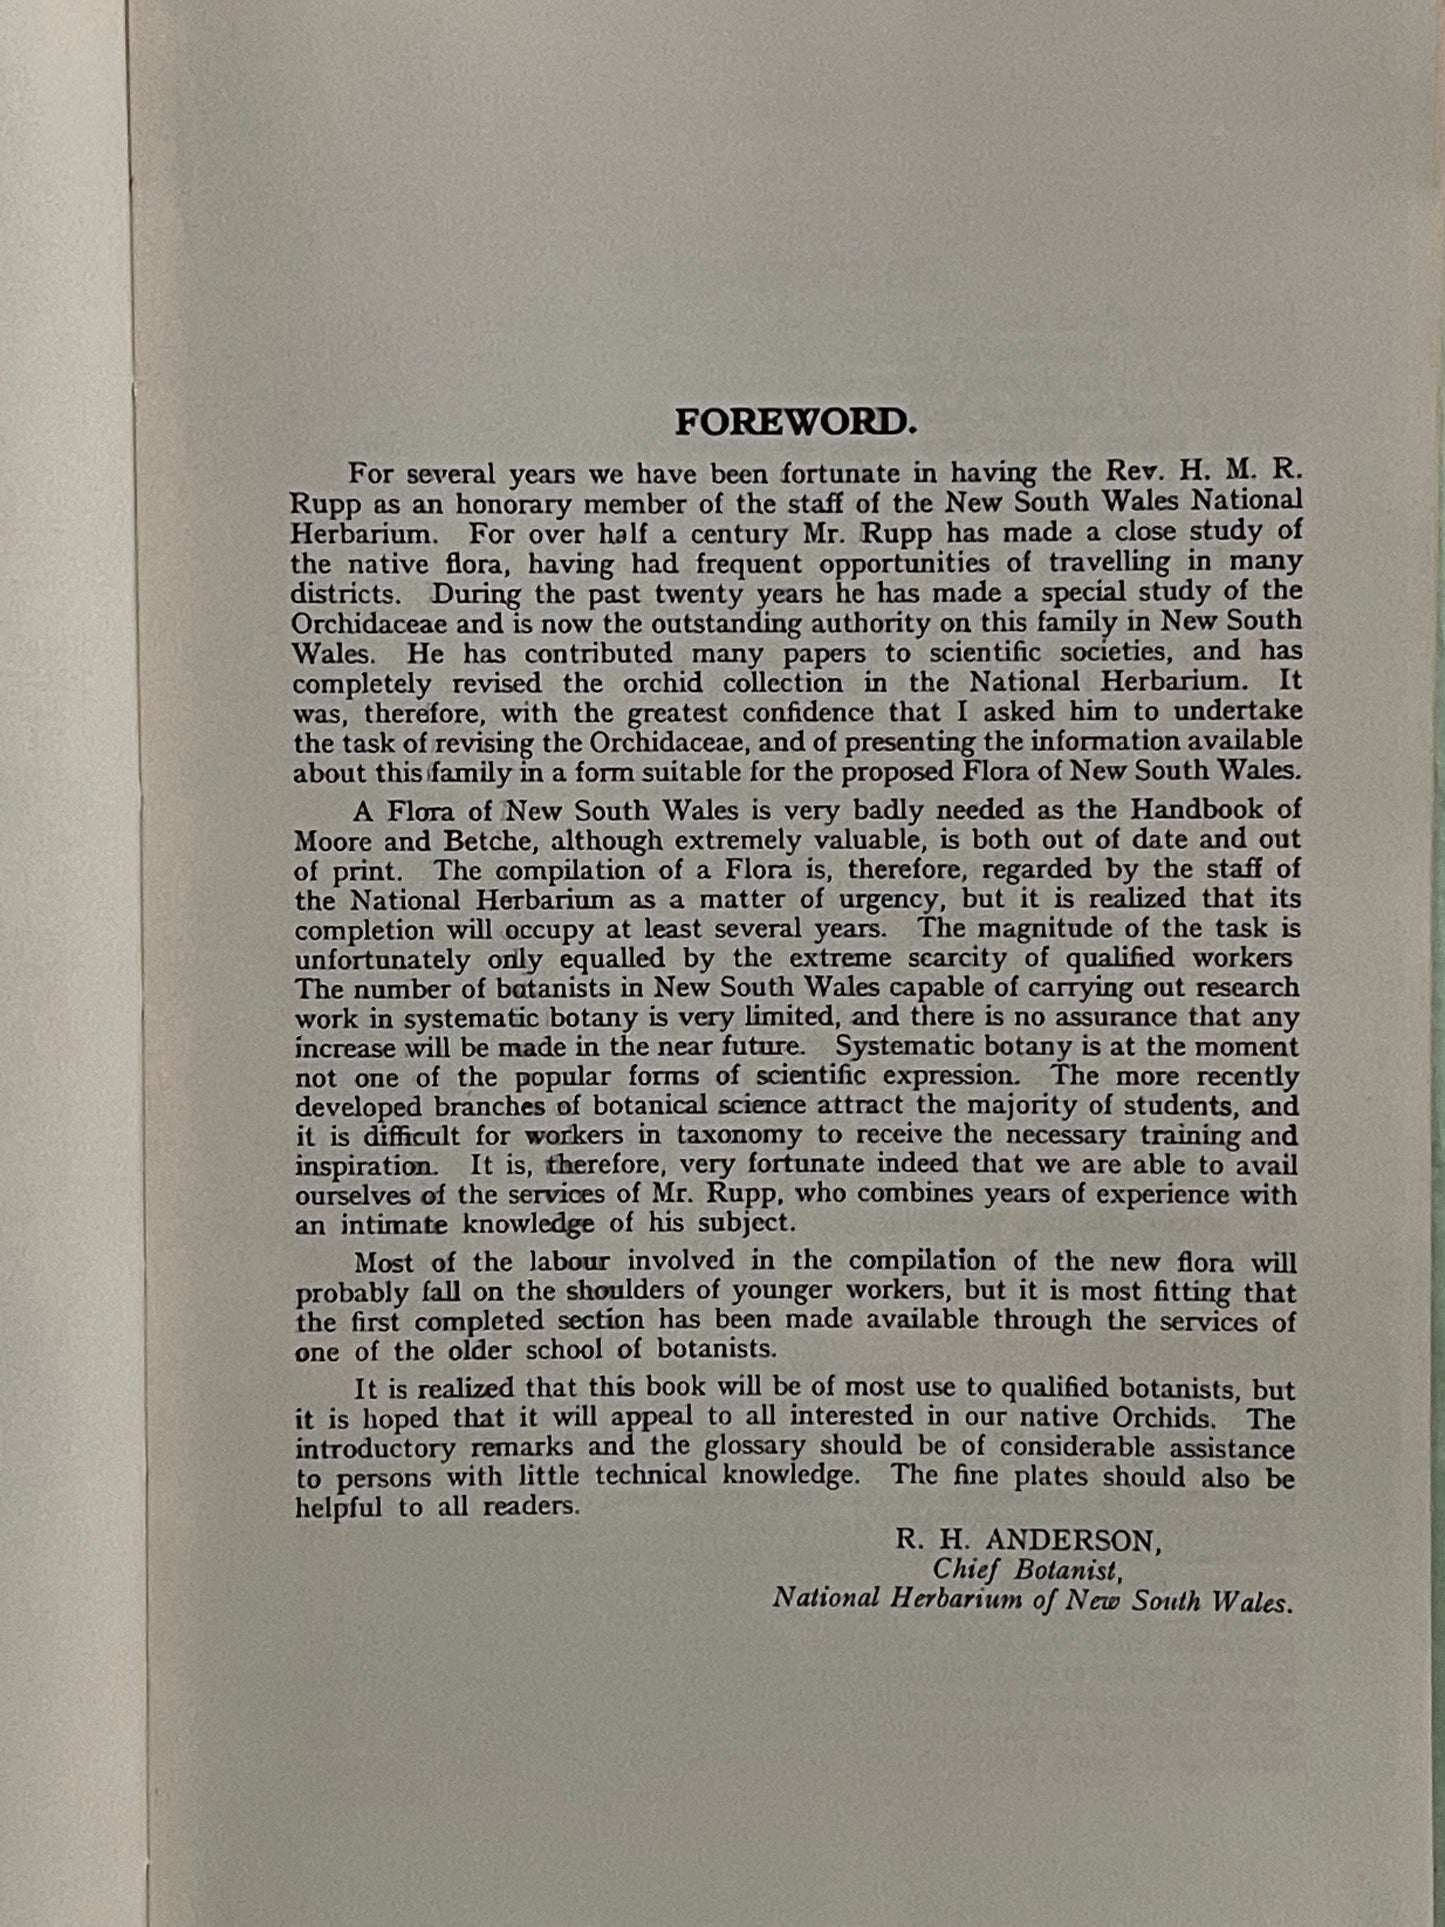 FOREWORD.
For several years we have been fortunate in having the Rev. H. M. R.
Rupp as an honorary member of the staff of the New South Wales National
Herbarium. For over half a century Mr. Rupp has made a close study of
the native flora, having had frequent opportunities of travelling in many
districts. During the past twenty years he has made a special study of the
Orchidaceae and is now the outstanding authority on this family in New South
Wales. He has contributed many papers to scientific societies, and has
completely revised the orchid collection in the National Herbarium. It
was, therefore, with the greatest confidence that I asked him to undertake
the task of revising the Orchidaceae, and of presenting the information available
about this family in a form suitable for the proposed Flora of New South Wales.
A Flora of New South Wales is very badly needed as the Handbook of
Moore and Betche, although extremely valuable, is both out of date and out
of print. The compilation of a Flora is, therefore, regarded by the staff of
the National Herbarium as a matter of urgency, but it is realized that its
completion will occupy at least several years. The magnitude of the task is
unfortunately only equalled by the extreme scarcity of qualified workers
The number of botanists in New South Wales capable of carrying out research
work in systematic botany is very limited, and there is no assurance that any
increase will be made in the near future. Systematic botany is at the moment
not one of the popular forms of scientific expression. The more recently
developed branches of botanical science attract the majority of students, and
it is difficult for workers in taxonomy to receive the necessary training and
inspiration. It is, therefore, very fortunate indeed that we are able to avail
ourselves of the services of Mr. Rupp, who combines years of experience with
an intimate knowledge of his subject.
Most of the labour involved in the compilation of the new flora will
probably fall on the shoulders of younger workers, but it is most fitting that
the first completed section has been made available through the services of
one of the older school of botanists.
It is realized that this book will be of most use to qualified botanists, but
it is hoped that it will appeal to all interested in our native Orchids. The
introductory remarks and the glossary should be of considerable assistance
to persons with little technical knowledge. The fine plates should also be
helpful to all readers.
R. H. ANDERSON,
Chief Botanist,
National Herbarium of New South Wales.